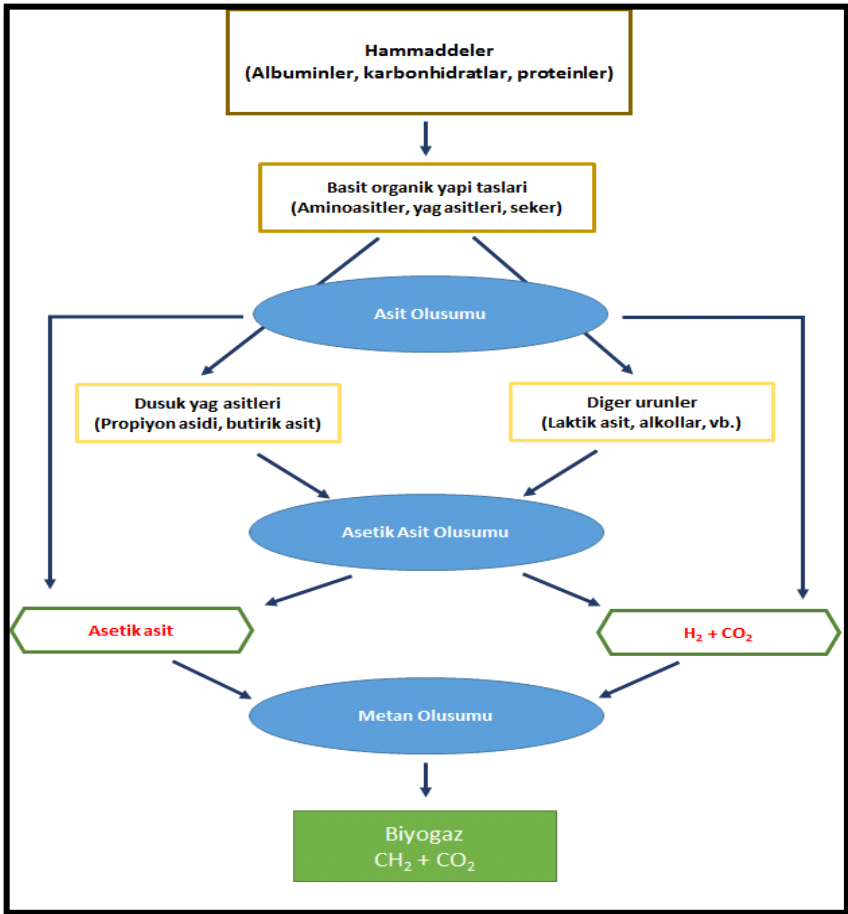 Hammaddeler
(Albuminler, karbonhidratlar, proteinler)
Basit organik yapi taslari
(Aminoasitler, yag asitleri, seker)
Asit Olusumu
Dusuk yag asitleri
(Propiyon asidi, butirik asit)
Diger urunler
(Laktik asit, alkollar, vb.)
Asetik Asit Olusumu
Asetik asit
H₂ + CO₂
Metan Olusumu
Biyogaz
CH₂ + CO₂